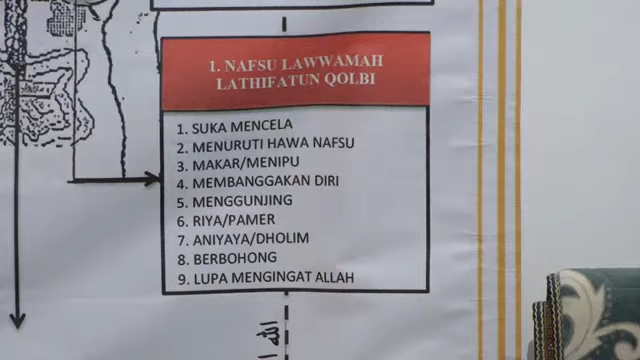 1. NAFSU LAWWAMAH
LATHIFATUN QOLBI
1. SUKA MENCELA
2. MENURUTI HAWA NAFSU
3. MAKAR/MENIPU
4. MEMBANGGAKAN DIRI
5. MENGGUNJING
6. RIYA/PAMER
7. ANIYAYA/DHOLIM
8. BERBOHONG
9. LUPA MENGINGAT ALLAH
الله